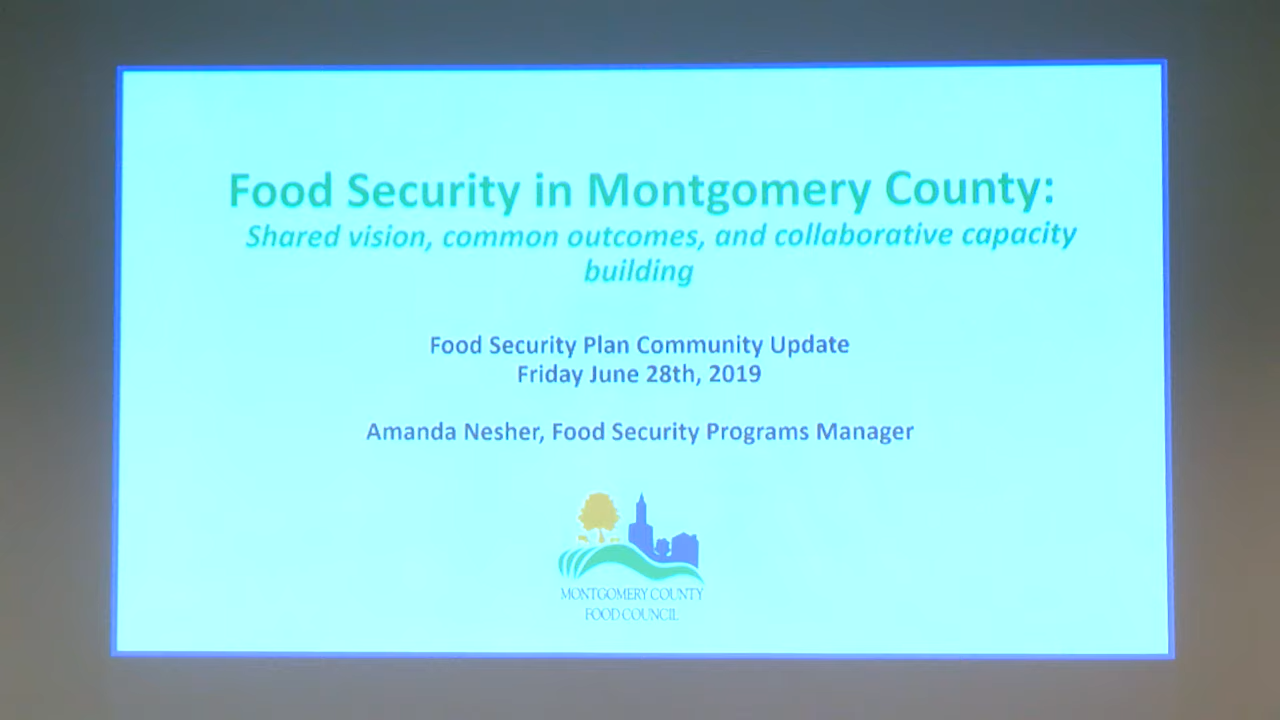 Food Security in Montgomery County:
Shared vision, common outcomes, and collaborative capacity
building
Food Security Plan Community Update
Friday June 28th, 2019
Amanda Nesher, Food Security Programs Manager
MONTGOMERY COUNTY
FOOD COUNCIL